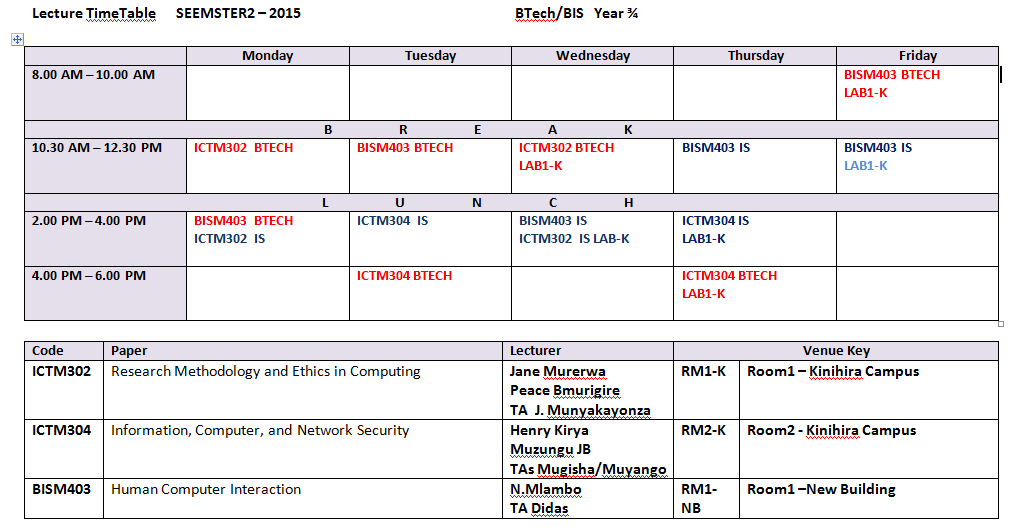 Lecture TimeTable SEEMSTER2 – 2015 BTech/BIS Year ¾
Monday Tuesday Wednesday Thursday Friday
8.00 AM – 10.00 AM BISM403 BTECH
LAB1-K
B R E A K
10.30 AM – 12.30 PM ICTM302 BTECH BISM403 BTECH ICTM302 BTECH BISM403 IS BISM403 IS
LAB1-K LAB1-K
L U N C H
2.00 PM – 4.00 PM BISM403 BTECH ICTM304 IS BISM403 IS ICTM304 IS
ICTM302 IS ICTM302 IS LAB-K LAB1-K
4.00 PM – 6.00 PM ICTM304 BTECH ICTM304 BTECH
LAB1-K
Code Paper Lecturer Venue Key
ICTM302 Research Methodology and Ethics in Computing Jane Murerwa RM1-K Room1 – Kinihira Campus
Peace Bmurigire
TA J. Munyakayonza
ICTM304 Information, Computer, and Network Security Henry Kirya RM2-K Room2 - Kinihira Campus
Muzungu JB
TAs Mugisha/Muyango
BISM403 Human Computer Interaction N.Mlambo RM1- Room1 –New Building
TA Didas NB